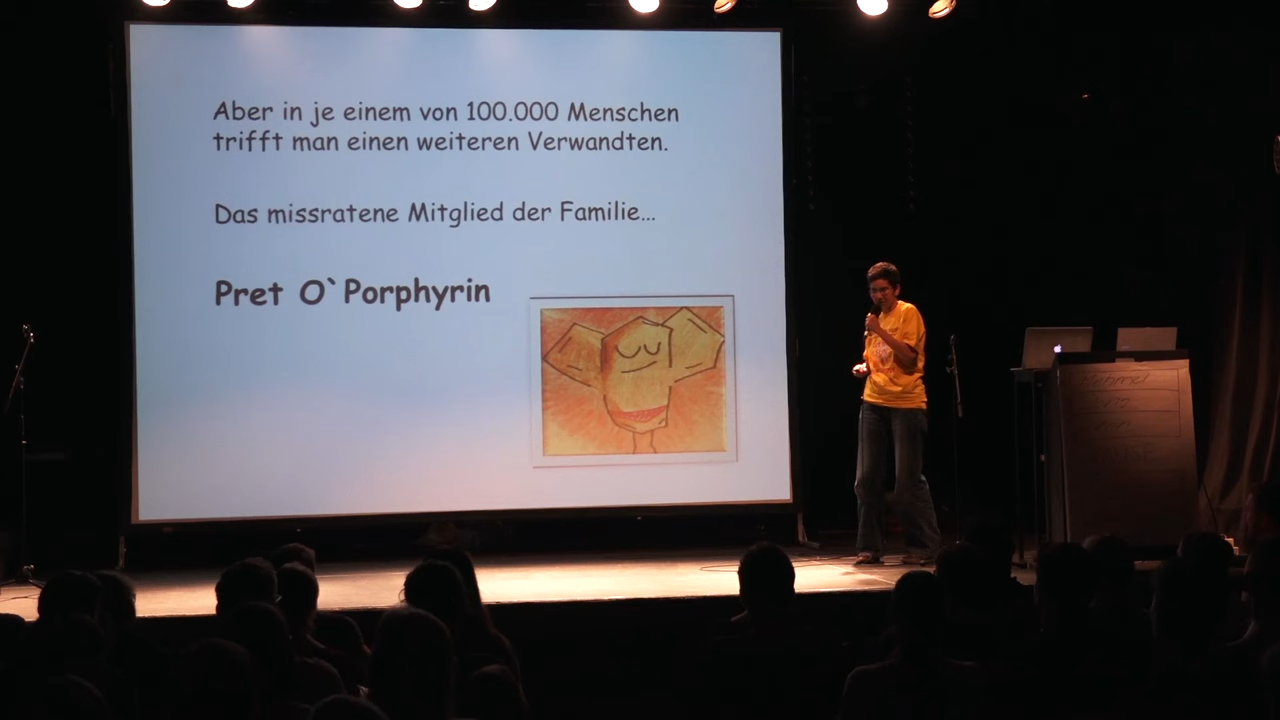 Aber in je einem von 100.000 Menschen
trifft man einen weiteren Verwandten.
Das missratene Mitglied der Familie...
Pret O`Porphyrin